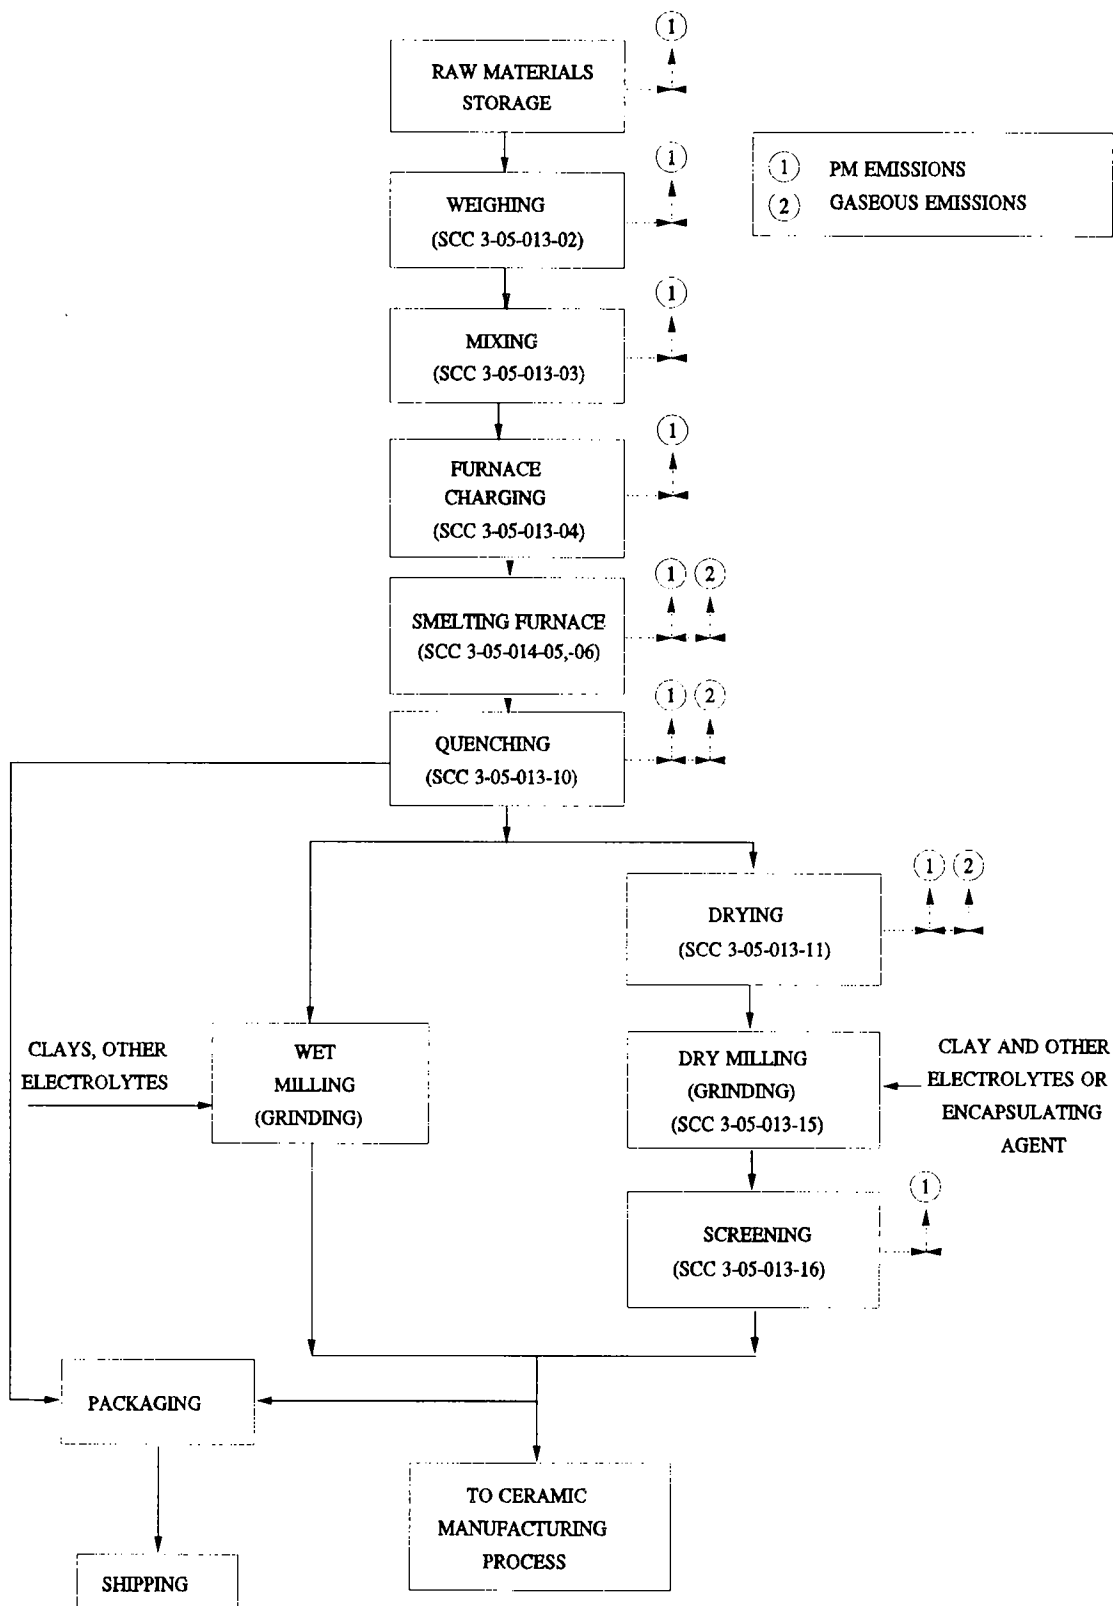 1
RAW MATERIALS
STORAGE
1
WEIGHING
(SCC 3-05-013-02)
1 PM EMISSIONS
2 GASEOUS EMISSIONS
1
MIXING
(SCC 3-05-013-03)
1
FURNACE
CHARGING
(SCC 3-05-013-04)
1 2
SMELTING FURNACE
(SCC 3-05-014-05,-06)
1 2
QUENCHING
(SCC 3-05-013-10)
1 2
DRYING
(SCC 3-05-013-11)
CLAYS, OTHER
ELECTROLYTES
WET
MILLING
(GRINDING)
DRY MILLING
(GRINDING)
(SCC 3-05-013-15)
CLAY AND OTHER
ELECTROLYTES OR
ENCAPSULATING
AGENT
1
SCREENING
(SCC 3-05-013-16)
PACKAGING
TO CERAMIC
MANUFACTURING
PROCESS
SHIPPING